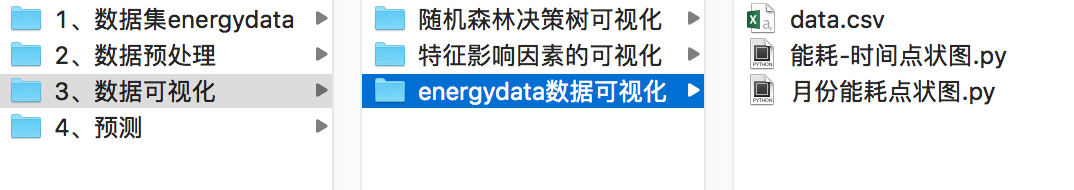 1、数据集energydata
2、数据预处理
3、数据可视化
4、预测
随机森林决策树可视化
特征影响因素的可视化
energydata数据可视化
data.csv
能耗-时间点状图.py
月份能耗点状图.py